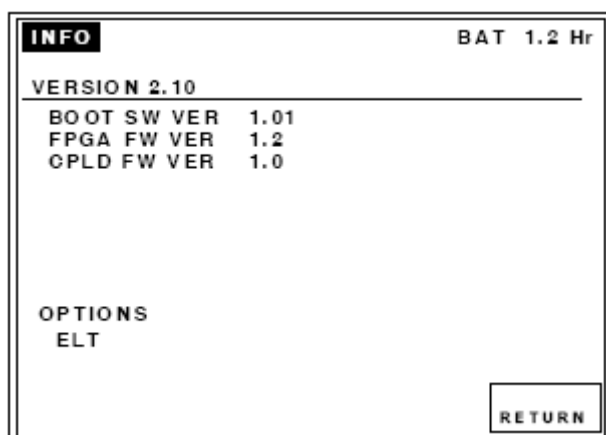 INFO BAT 1.2 Hr
VERSION 2.10
BOOT SW VER 1.01
FPGA FW VER 1.2
CPLD FW VER 1.0
OPTIONS
ELT
RETURN